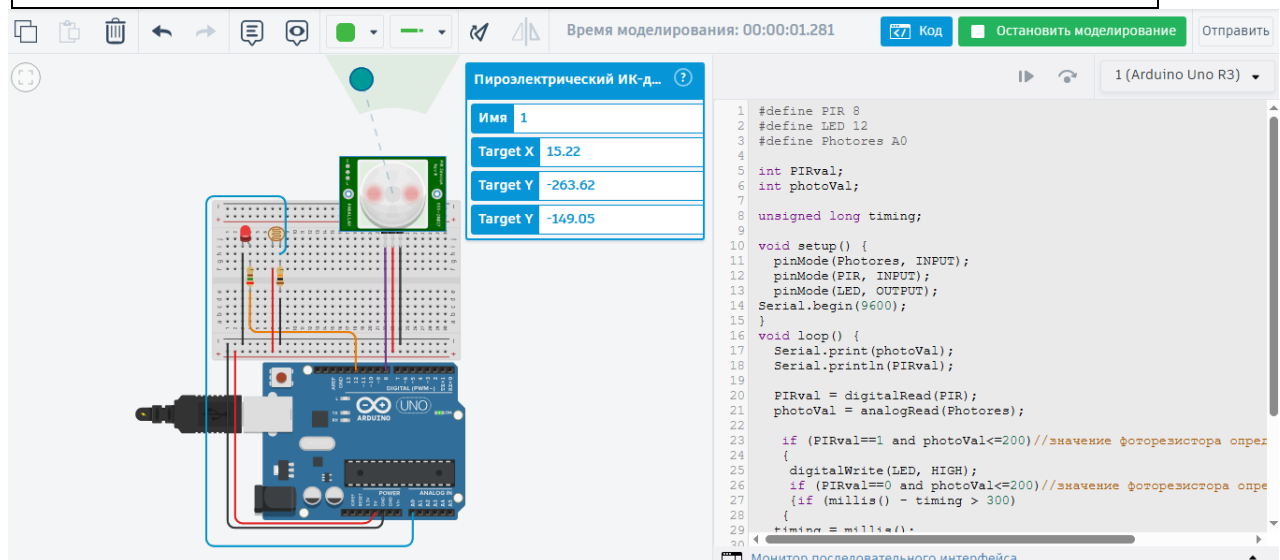 Время моделирования: 00:00:01.281
Код
Остановить моделирование
Отправить
Пироэлектрический ИК-д...
Имя 1
Target X 15.22
Target Y -263.62
Target Y -149.05
DIGITAL (PWM~)
UNO
ARDUINO
POWER
ANALOG IN
1 (Arduino Uno R3)
1 #define PIR 8
2 #define LED 12
3 #define Photores A0
4
5 int PIRval;
6 int photoVal;
7
8 unsigned long timing;
9
10 void setup() {
11 pinMode(Photores, INPUT);
12 pinMode(PIR, INPUT);
13 pinMode(LED, OUTPUT);
14 Serial.begin(9600);
15 }
16 void loop() {
17 Serial.print(photoVal);
18 Serial.println(PIRval);
19
20 PIRval = digitalRead(PIR);
21 photoVal = analogRead(Photores);
22
23 if (PIRval==1 and photoVal<=200)//значение фоторезистора опред
24 {
25 digitalWrite(LED, HIGH);
26 if (PIRval==0 and photoVal<=200)//значение фоторезистора опре
27 {if (millis() - timing > 300)
28 {
29 timing = millis();
30
Монитор последовательного интерфейса